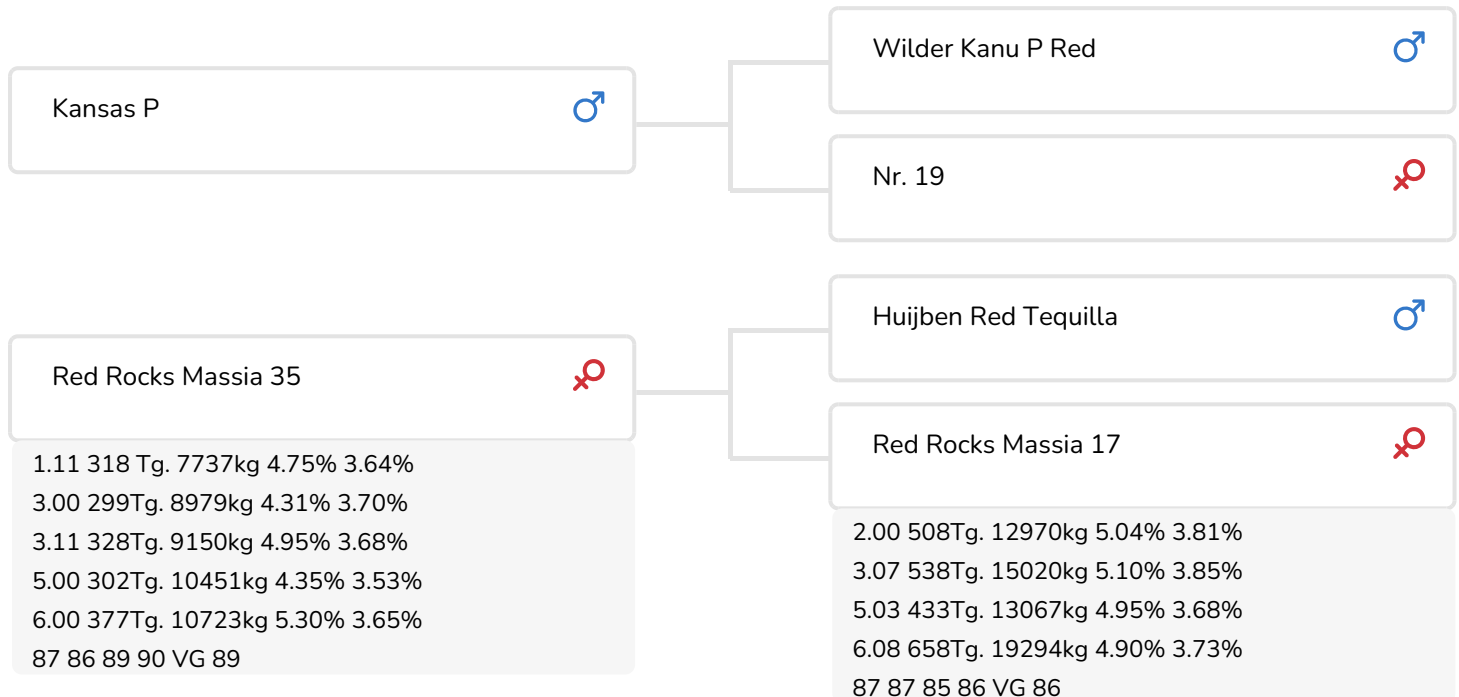 Kansas P
Wilder Kanu P Red
Nr. 19
Red Rocks Massia 35
1.11 318 Tg. 7737kg 4.75% 3.64%
3.00 299Tg. 8979kg 4.31% 3.70%
3.11 328Tg. 9150kg 4.95% 3.68%
5.00 302Tg. 10451kg 4.35% 3.53%
6.00 377Tg. 10723kg 5.30% 3.65%
87 86 89 90 VG 89
Huijben Red Tequilla
Red Rocks Massia 17
2.00 508Tg. 12970kg 5.04% 3.81%
3.07 538Tg. 15020kg 5.10% 3.85%
5.03 433Tg. 13067kg 4.95% 3.68%
6.08 658Tg. 19294kg 4.90% 3.73%
87 87 85 86 VG 86